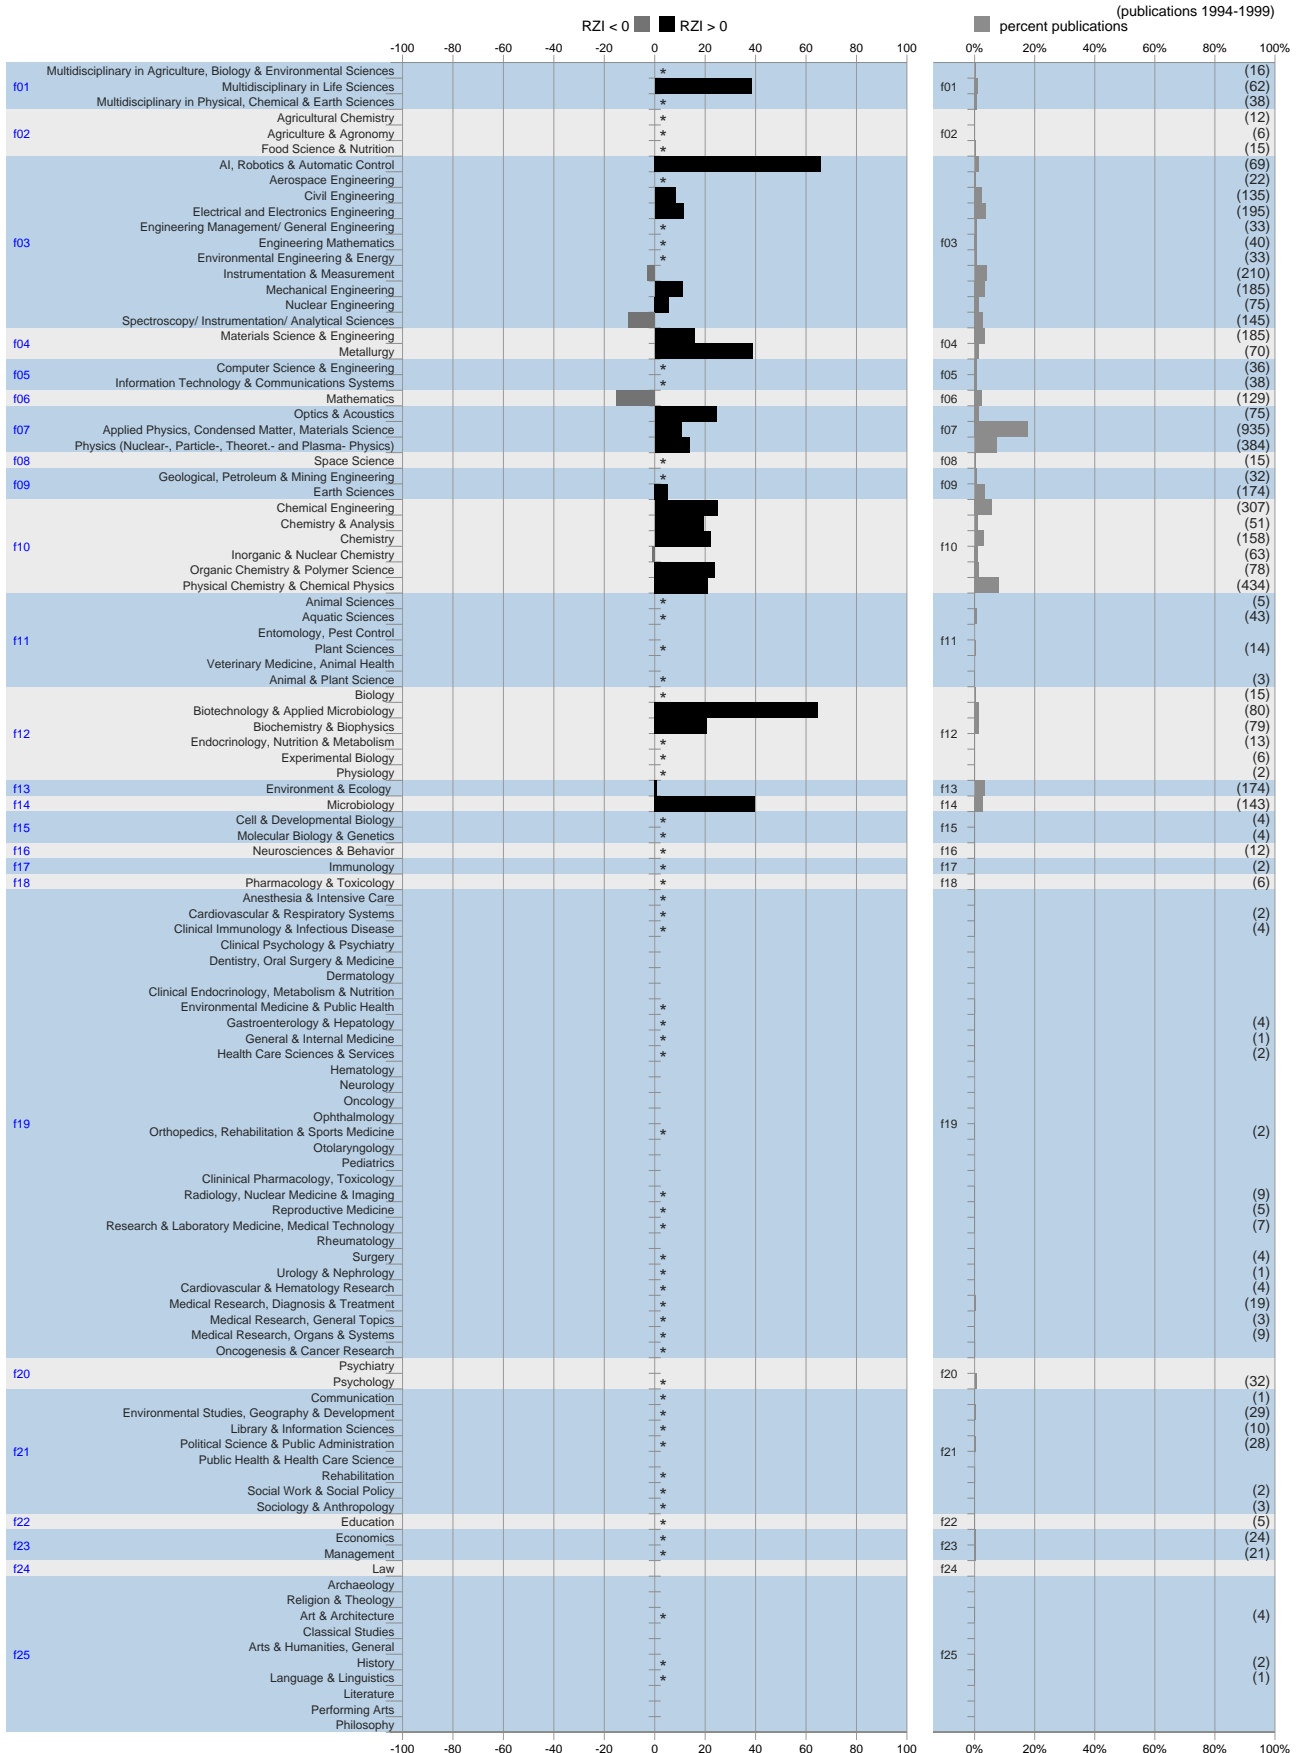 (publications 1994-1999)
RZI < 0 RZI > 0 percent publications
-100 -80 -60 -40 -20 0 20 40 60 80 100 0% 20% 40% 60% 80% 100%
Multidisciplinary in Agriculture, Biology & Environmental Sciences * (16)
f01 Multidisciplinary in Life Sciences f01 (62)
Multidisciplinary in Physical, Chemical & Earth Sciences * (38)
Agricultural Chemistry * (12)
f02 Agriculture & Agronomy * f02 (6)
Food Science & Nutrition * (15)
AI, Robotics & Automatic Control (69)
Aerospace Engineering * (22)
Civil Engineering (135)
Electrical and Electronics Engineering (195)
Engineering Management/ General Engineering * (33)
f03 Engineering Mathematics * f03 (40)
Environmental Engineering & Energy * (33)
Instrumentation & Measurement (210)
Mechanical Engineering (185)
Nuclear Engineering (75)
Spectroscopy/ Instrumentation/ Analytical Sciences (145)
Materials Science & Engineering (185)
f04 f04
Metallurgy (70)
Computer Science & Engineering * (36)
f05 f05
Information Technology & Communications Systems * (38)
f06 Mathematics f06 (129)
Optics & Acoustics (75)
f07 Applied Physics, Condensed Matter, Materials Science f07 (935)
Physics (Nuclear-, Particle-, Theoret.- and Plasma- Physics) (384)
f08 Space Science * f08 (15)
Geological, Petroleum & Mining Engineering * (32)
f09 f09
Earth Sciences (174)
Chemical Engineering (307)
Chemistry & Analysis (51)
Chemistry (158)
f10 f10
Inorganic & Nuclear Chemistry (63)
Organic Chemistry & Polymer Science (78)
Physical Chemistry & Chemical Physics (434)
Animal Sciences * (5)
Aquatic Sciences * (43)
Entomology, Pest Control
f11 f11
Plant Sciences * (14)
Veterinary Medicine, Animal Health
Animal & Plant Science * (3)
Biology * (15)
Biotechnology & Applied Microbiology (80)
Biochemistry & Biophysics (79)
f12 f12
Endocrinology, Nutrition & Metabolism * (13)
Experimental Biology * (6)
Physiology * (2)
f13 Environment & Ecology f13 (174)
f14 Microbiology f14 (143)
Cell & Developmental Biology * (4)
f15 f15
Molecular Biology & Genetics * (4)
f16 Neurosciences & Behavior * f16 (12)
f17 Immunology * f17 (2)
f18 Pharmacology & Toxicology * f18 (6)
Anesthesia & Intensive Care *
Cardiovascular & Respiratory Systems * (2)
Clinical Immunology & Infectious Disease * (4)
Clinical Psychology & Psychiatry
Dentistry, Oral Surgery & Medicine
Dermatology
Clinical Endocrinology, Metabolism & Nutrition
Environmental Medicine & Public Health *
Gastroenterology & Hepatology * (4)
General & Internal Medicine * (1)
Health Care Sciences & Services * (2)
Hematology
Neurology
Oncology
Ophthalmology
f19 f19
Orthopedics, Rehabilitation & Sports Medicine * (2)
Otolaryngology
Pediatrics
Clininical Pharmacology, Toxicology
Radiology, Nuclear Medicine & Imaging * (9)
Reproductive Medicine * (5)
Research & Laboratory Medicine, Medical Technology * (7)
Rheumatology
Surgery * (4)
Urology & Nephrology * (1)
Cardiovascular & Hematology Research * (4)
Medical Research, Diagnosis & Treatment * (19)
Medical Research, General Topics * (3)
Medical Research, Organs & Systems * (9)
Oncogenesis & Cancer Research *
Psychiatry
f20 f20
Psychology * (32)
Communication * (1)
Environmental Studies, Geography & Development * (29)
Library & Information Sciences * (10)
Political Science & Public Administration * (28)
f21 f21
Public Health & Health Care Science
Rehabilitation *
Social Work & Social Policy * (2)
Sociology & Anthropology * (3)
f22 Education * f22 (5)
Economics * (24)
f23 f23
Management * (21)
f24 Law f24
Archaeology
Religion & Theology
Art & Architecture * (4)
Classical Studies
Arts & Humanities, General
f25 f25
History * (2)
Language & Linguistics * (1)
Literature
Performing Arts
Philosophy
-100 -80 -60 -40 -20 0 20 40 60 80 100 0% 20% 40% 60% 80% 100%